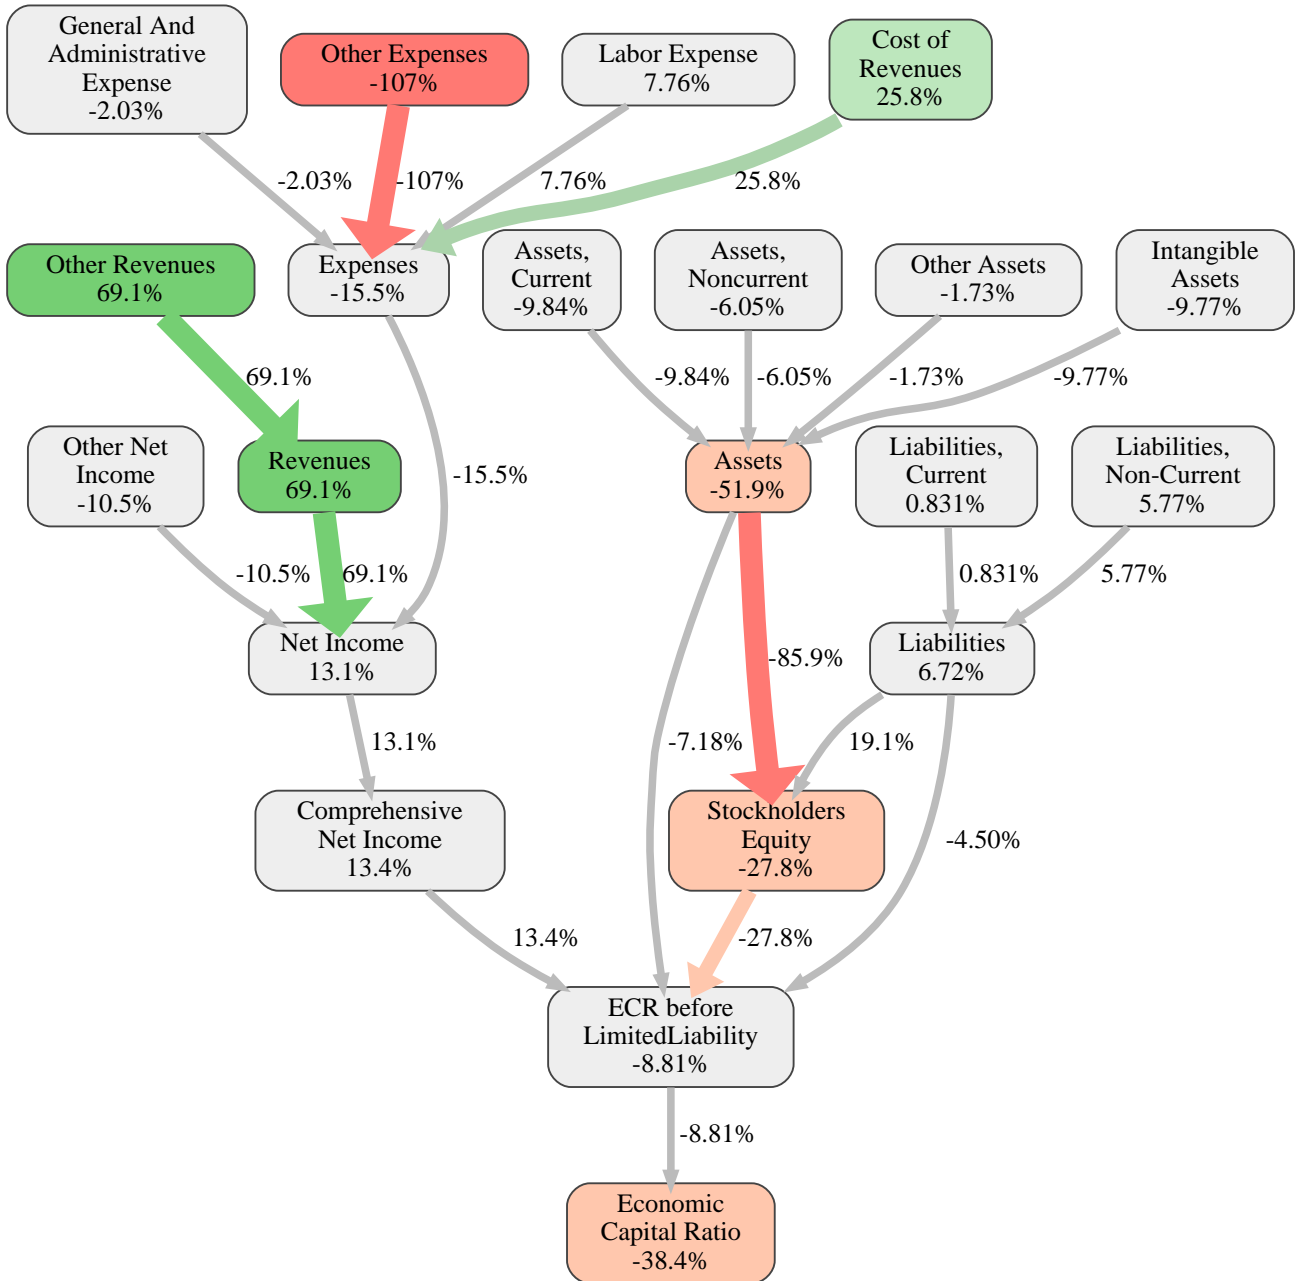 General And
Administrative
Expense
-2.03%
Other Expenses
-107%
Labor Expense
7.76%
Cost of
Revenues
25.8%
-2.03%
-107%
7.76%
25.8%
Other Revenues
69.1%
Expenses
-15.5%
Assets,
Current
-9.84%
Assets,
Noncurrent
-6.05%
Other Assets
-1.73%
Intangible
Assets
-9.77%
69.1%
-9.84%
-6.05%
-1.73%
-9.77%
Other Net
Income
-10.5%
Revenues
69.1%
-15.5%
Assets
-51.9%
Liabilities,
Current
0.831%
Liabilities,
Non-Current
5.77%
-10.5%
69.1%
0.831%
5.77%
Net Income
13.1%
-85.9%
Liabilities
6.72%
13.1%
-7.18%
19.1%
Comprehensive
Net Income
13.4%
Stockholders
Equity
-27.8%
-4.50%
13.4%
-27.8%
ECR before
LimitedLiability
-8.81%
-8.81%
Economic
Capital Ratio
-38.4%